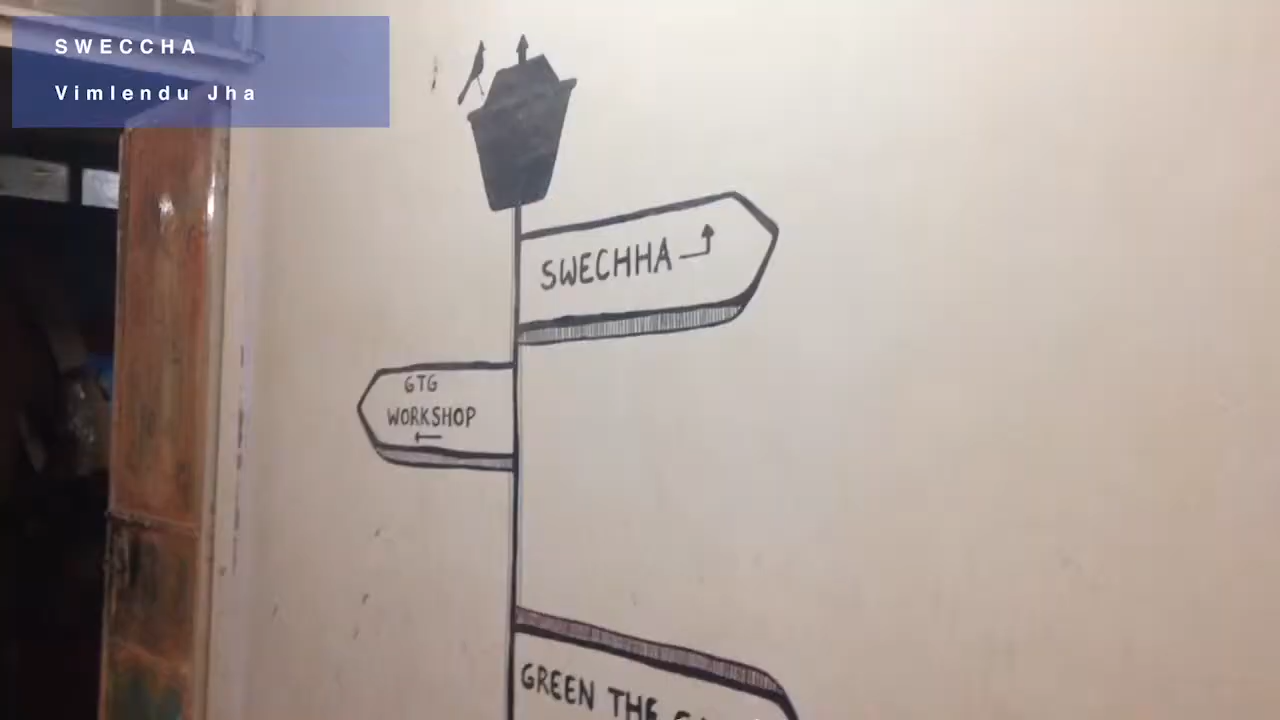 SWECCHA
Vimlendu Jha
SWECHHA
GTG
WORKSHOP
GREEN THE